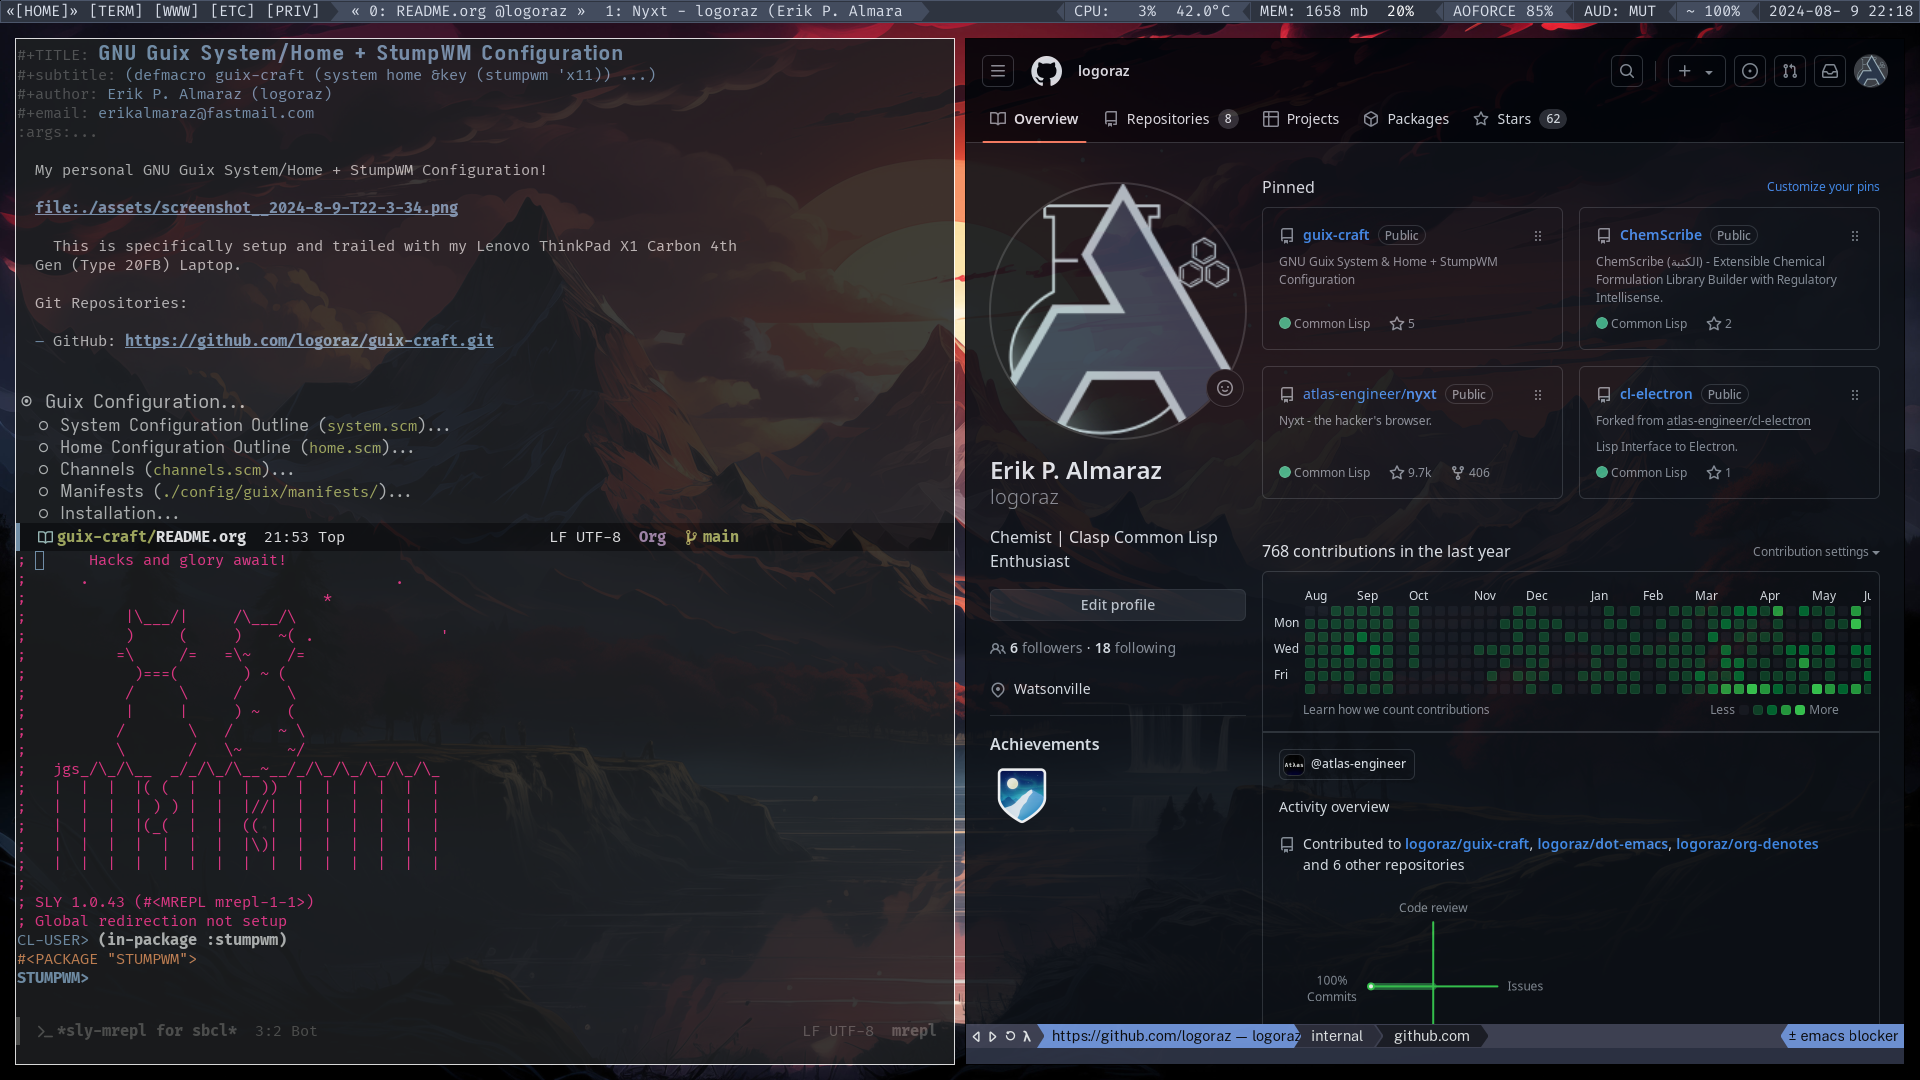 «[HOME]» [TERM] [WWW] [ETC] [PRIV]
« 0: README.org @logoraz » 1: Nyxt - logoraz (Erik P. Almara
CPU: 3% 42.0°C MEM: 1658 mb 20% AOFORCE 85% AUD: MUT ~ 100% 2024-08- 9 22:18
#+TITLE: GNU Guix System/Home + StumpWM Configuration
#+subtitle: (defmacro guix-craft (system home &key (stumpwm 'x11)) ...)
#+author: Erik P. Almaraz (logoraz)
#+email: erikalmaraz@fastmail.com
:args:...
My personal GNU Guix System/Home + StumpWM Configuration!
file:./assets/screenshot__2024-8-9-T22-3-34.png
This is specifically setup and trailed with my Lenovo ThinkPad X1 Carbon 4th
Gen (Type 20FB) Laptop.
Git Repositories:
— GitHub: https://github.com/logoraz/guix-craft.git
Guix Configuration...
System Configuration Outline (system.scm)...
Home Configuration Outline (home.scm)...
Channels (channels.scm)...
Manifests (./config/guix/manifests/)...
Installation...
guix-craft/README.org 21:53 Top LF UTF-8 Org main
; Hacks and glory await!
; . .
; *
; |\___/| /\___/\
; ) ( ) ~( . '
; =\ /= =\~ /=
; )===( ) ~ (
; / \ / \
; | | ) ~ (
; / \ / ~ \
; \ / \~ ~/
; jgs_/\_/\__ _/_/\_/\__~__/_/\_/\_/\_/\_/\_
; | | | |( ( | | | )) | | | | | |
; | | | | ) ) | | |//| | | | | |
; | | | |(_( | | (( | | | | | |
; | | | | | | | |\)| | | | | |
; | | | | | | | | | | | | | | |
;
; SLY 1.0.43 (#<MREPL mrepl-1-1>)
; Global redirection not setup
CL-USER> (in-package :stumpwm)
#<PACKAGE "STUMPWM">
STUMPWM>
*sly-mrepl for sbcl* 3:2 Bot LF UTF-8 mrepl
logoraz
Overview Repositories 8 Projects Packages Stars 62
Erik P. Almaraz
logoraz
Chemist | Clasp Common Lisp
Enthusiast
Edit profile
6 followers · 18 following
Watsonville
Achievements
Pinned Customize your pins
guix-craft Public
GNU Guix System & Home + StumpWM
Configuration
Common Lisp 5
ChemScribe Public
ChemScribe (الكتبة) - Extensible Chemical
Formulation Library Builder with Regulatory
Intellisense.
Common Lisp 2
atlas-engineer/nyxt Public
Nyxt - the hacker's browser.
Common Lisp 9.7k 406
cl-electron Public
Forked from atlas-engineer/cl-electron
Lisp Interface to Electron.
Common Lisp 1
768 contributions in the last year Contribution settings
Aug Sep Oct Nov Dec Jan Feb Mar Apr May
Mon
Wed
Fri
Learn how we count contributions Less More
Atlas @atlas-engineer
Activity overview
Contributed to logoraz/guix-craft, logoraz/dot-emacs, logoraz/org-denotes
and 6 other repositories
Code review
100%
Commits
Issues
λ https://github.com/logoraz — logoraz internal github.com ± emacs blocker